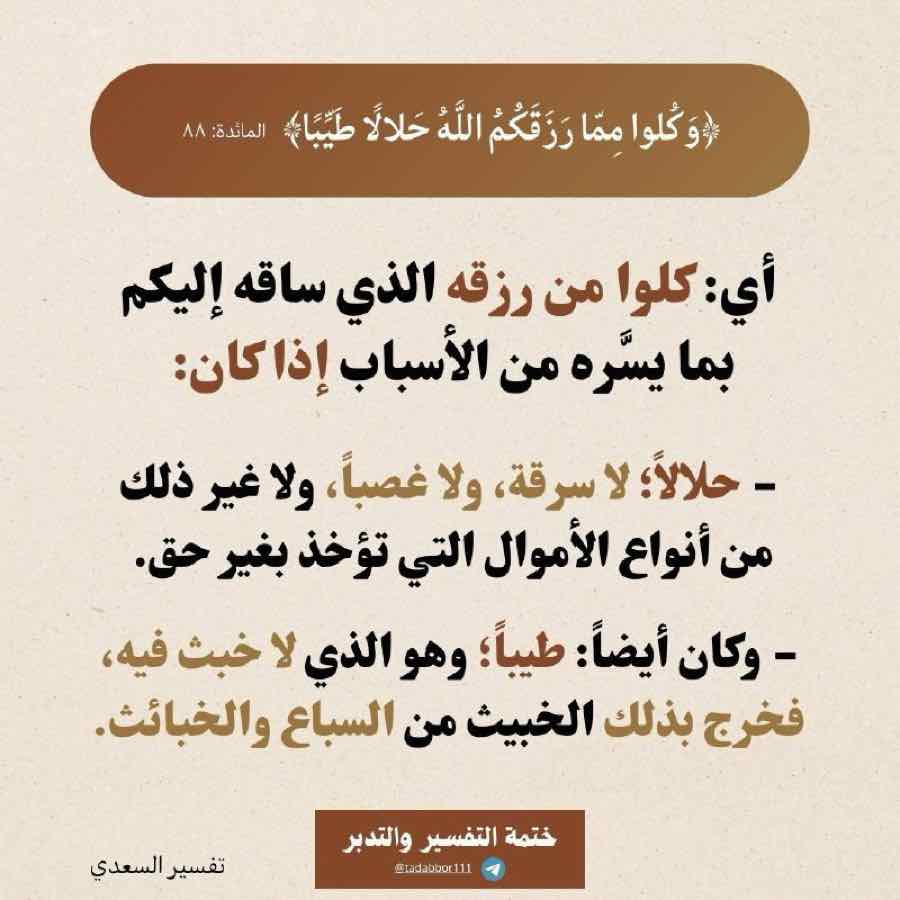 ﴿وَكُلوا مِمّا رَزَقَكُمُ اللَّهُ حَلالًا طَيِّبًا﴾ المائدة: ٨٨
أي: كلوا من رزقه الذي ساقه إليكم
بما يسَّره من الأسباب إذا كان:
- حلالاً؛ لا سرقة، ولا غصباً، ولا غير ذلك
من أنواع الأموال التي تؤخذ بغير حق.
- وكان أيضاً: طيباً؛ وهو الذي لا خبث فيه،
فخرج بذلك الخبيث من السباع والخبائث.
ختمة التفسير والتدبر
@tadabbor111
تفسير السعدي